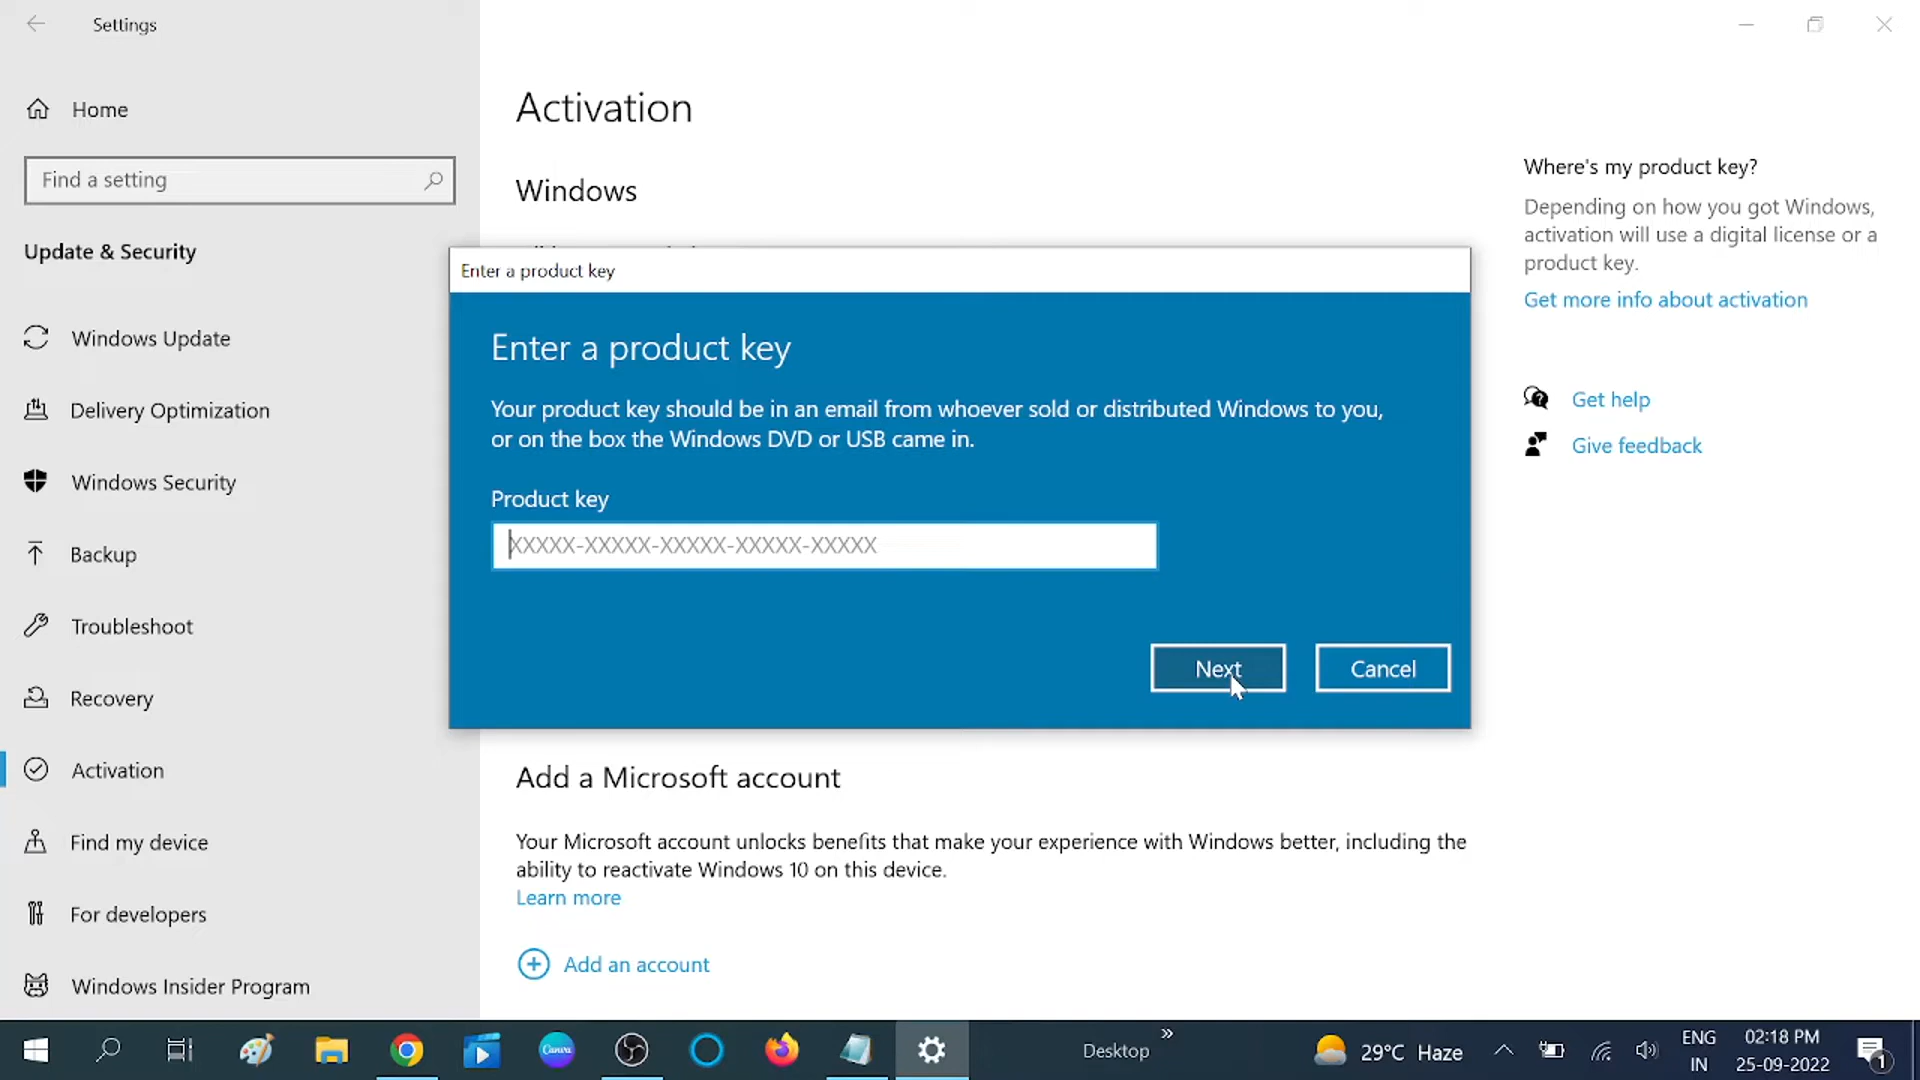 Settings
Home
Find a setting
Update & Security
Windows Update
Delivery Optimization
Windows Security
Backup
Troubleshoot
Recovery
Activation
Find my device
For developers
Windows Insider Program
Activation
Windows
Enter a product key
Enter a product key
Your product key should be in an email from whoever sold or distributed Windows to you,
or on the box the Windows DVD or USB came in.
Product key
XXXXX-XXXXX-XXXXX-XXXXX-XXXXX
Next
Cancel
Add a Microsoft account
Your Microsoft account unlocks benefits that make your experience with Windows better, including the
ability to reactivate Windows 10 on this device.
Learn more
Add an account
Where's my product key?
Depending on how you got Windows,
activation will use a digital license or a
product key.
Get more info about activation
Get help
Give feedback
Canva
Desktop
29°C Haze
ENG
IN
02:18 PM
25-09-2022
1